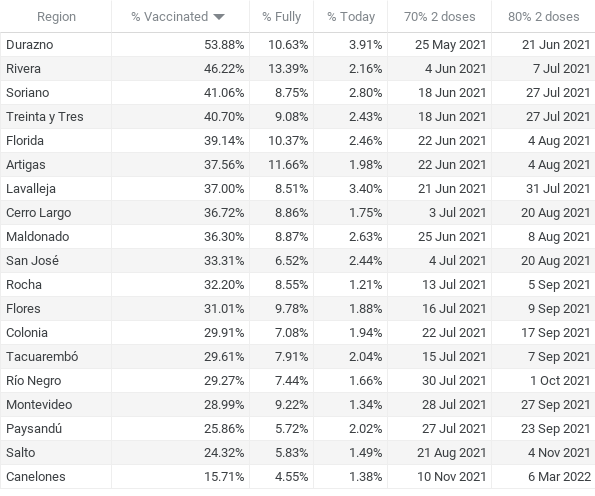 Region % Vaccinated % Fully % Today 70% 2 doses 80% 2 doses
Durazno 53.88% 10.63% 3.91% 25 May 2021 21 Jun 2021
Rivera 46.22% 13.39% 2.16% 4 Jun 2021 7 Jul 2021
Soriano 41.06% 8.75% 2.80% 18 Jun 2021 27 Jul 2021
Treinta y Tres 40.70% 9.08% 2.43% 18 Jun 2021 27 Jul 2021
Florida 39.14% 10.37% 2.46% 22 Jun 2021 4 Aug 2021
Artigas 37.56% 11.66% 1.98% 22 Jun 2021 4 Aug 2021
Lavalleja 37.00% 8.51% 3.40% 21 Jun 2021 31 Jul 2021
Cerro Largo 36.72% 8.86% 1.75% 3 Jul 2021 20 Aug 2021
Maldonado 36.30% 8.87% 2.63% 25 Jun 2021 8 Aug 2021
San José 33.31% 6.52% 2.44% 4 Jul 2021 20 Aug 2021
Rocha 32.20% 8.55% 1.21% 13 Jul 2021 5 Sep 2021
Flores 31.01% 9.78% 1.88% 16 Jul 2021 9 Sep 2021
Colonia 29.91% 7.08% 1.94% 22 Jul 2021 17 Sep 2021
Tacuarembó 29.61% 7.91% 2.04% 15 Jul 2021 7 Sep 2021
Río Negro 29.27% 7.44% 1.66% 30 Jul 2021 1 Oct 2021
Montevideo 28.99% 9.22% 1.34% 28 Jul 2021 27 Sep 2021
Paysandú 25.86% 5.72% 2.02% 27 Jul 2021 23 Sep 2021
Salto 24.32% 5.83% 1.49% 21 Aug 2021 4 Nov 2021
Canelones 15.71% 4.55% 1.38% 10 Nov 2021 6 Mar 2022